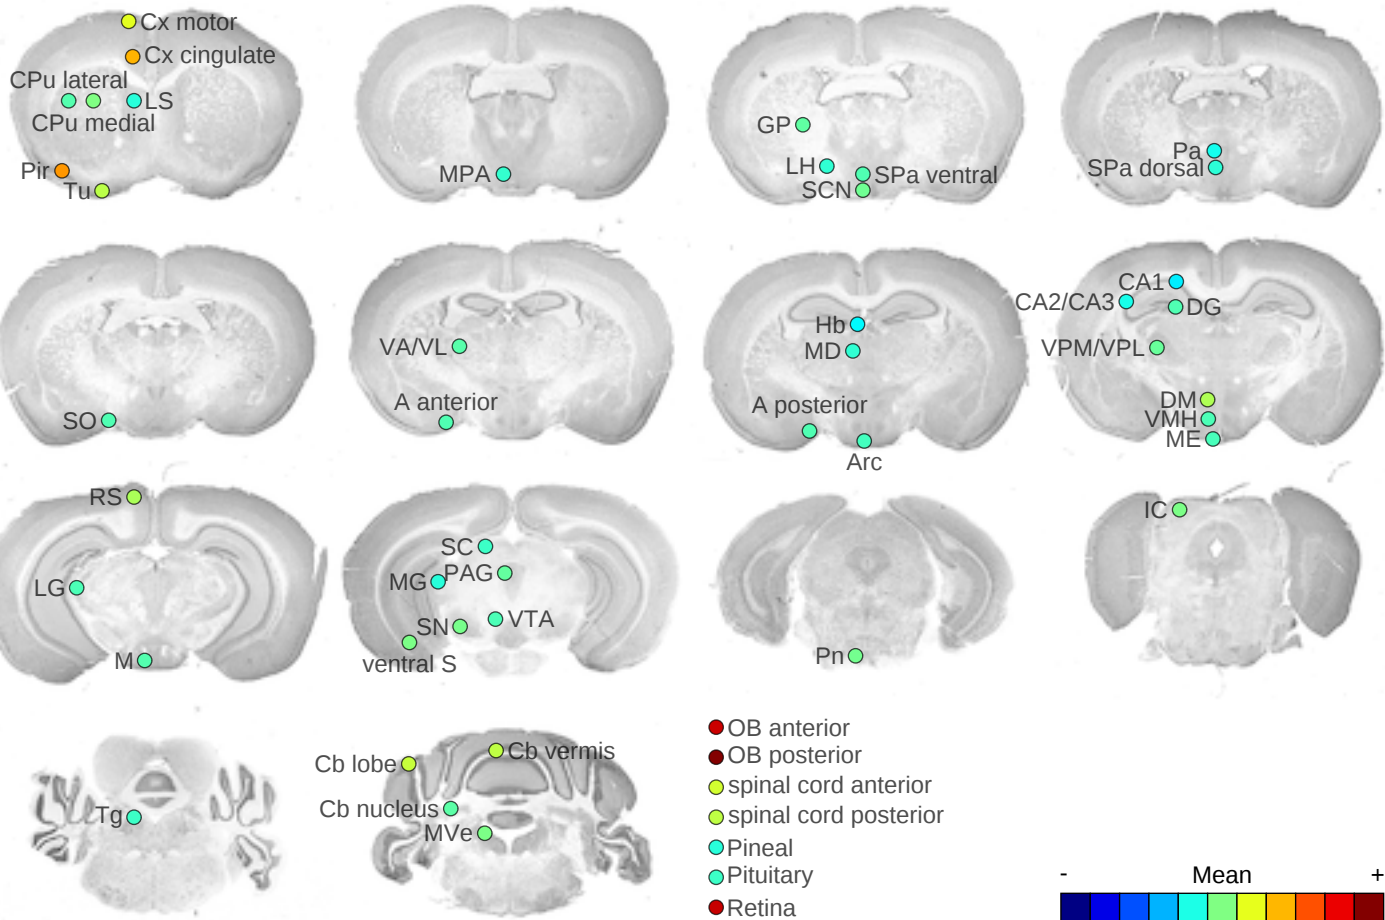 Cx motor
Cx cingulate
CPu lateral
LS
CPu medial
Pir
Tu
MPA
GP
LH
SPa ventral
SCN
Pa
SPa dorsal
SO
VA/VL
A anterior
Hb
MD
A posterior
Arc
CA1
CA2/CA3
DG
VPM/VPL
DM
VMH
ME
RS
LG
M
SC
MG
PAG
SN
VTA
ventral S
Pn
IC
Tg
Cb lobe
Cb vermis
Cb nucleus
MVe
OB anterior
OB posterior
spinal cord anterior
spinal cord posterior
Pineal
Pituitary
Retina
- Mean +